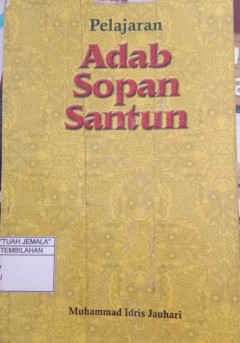 Pelajaran
Adab
Sopan
Santun
"TUAH JEMALA"
TEMBILAHAN
Muhammad Idris Jauhari